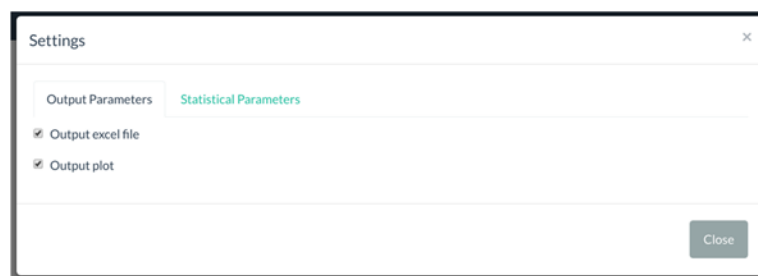 Settings ×
Output Parameters Statistical Parameters
Output excel file
Output plot
Close